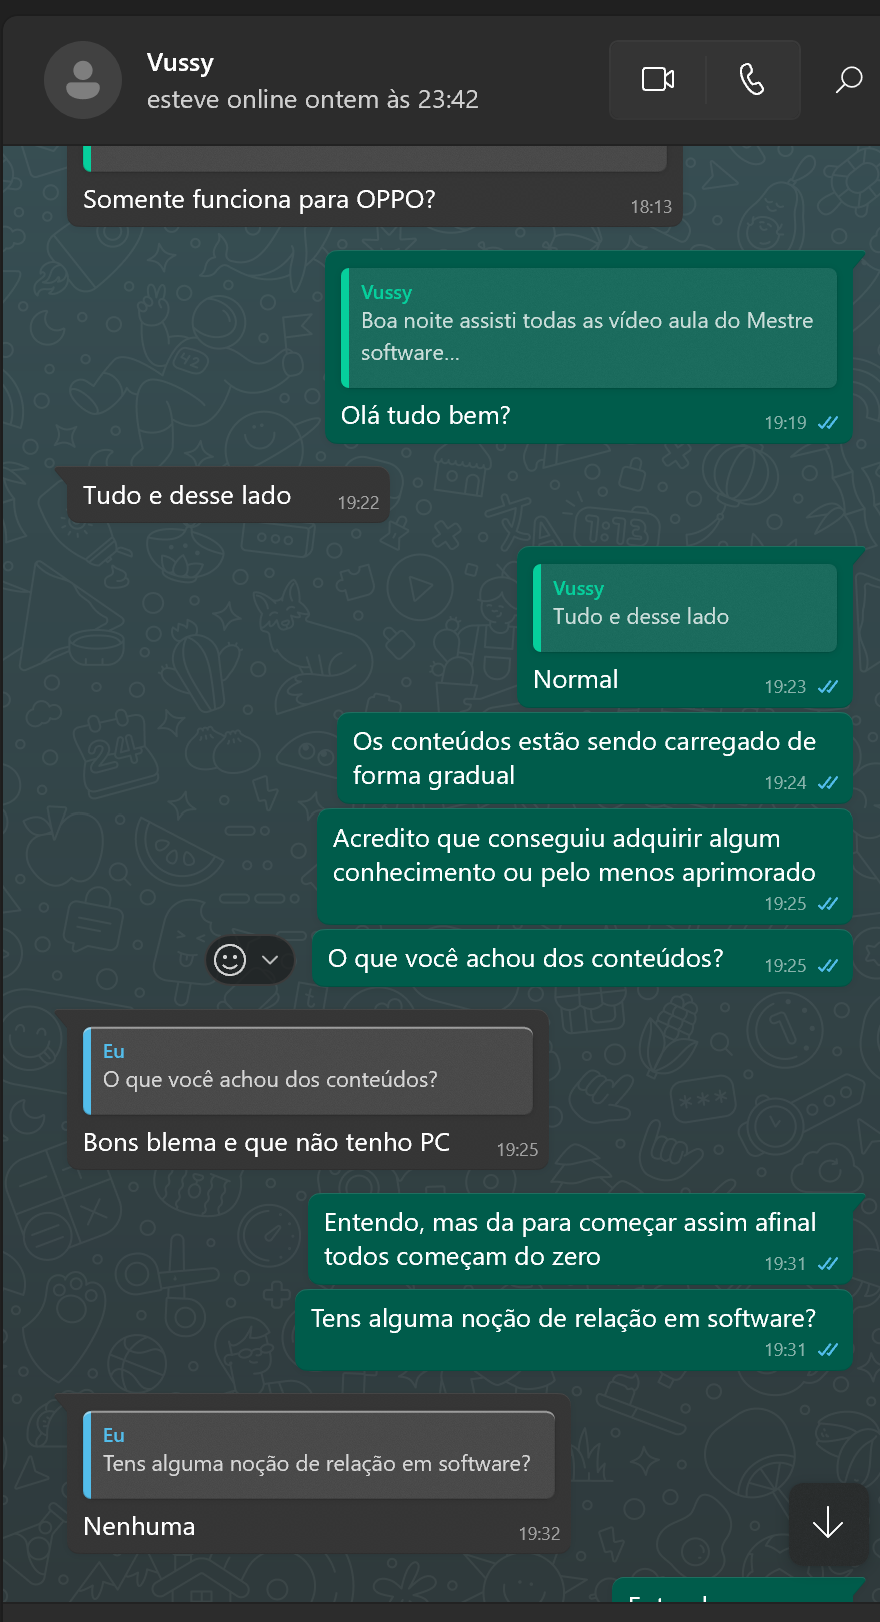 Vussy
esteve online ontem às 23:42
Somente funciona para OPPO?
18:13
Vussy
Boa noite assisti todas as vídeo aula do Mestre
software...
Olá tudo bem?
19:19
Tudo e desse lado
19:22
Vussy
Tudo e desse lado
Normal
19:23
Os conteúdos estão sendo carregado de
forma gradual
19:24
Acredito que conseguiu adquirir algum
conhecimento ou pelo menos aprimorado
19:25
O que você achou dos conteúdos?
19:25
Eu
O que você achou dos conteúdos?
Bons blema e que não tenho PC
19:25
Entendo, mas da para começar assim afinal
todos começam do zero
19:31
Tens alguma noção de relação em software?
19:31
Eu
Tens alguma noção de relação em software?
Nenhuma
19:32